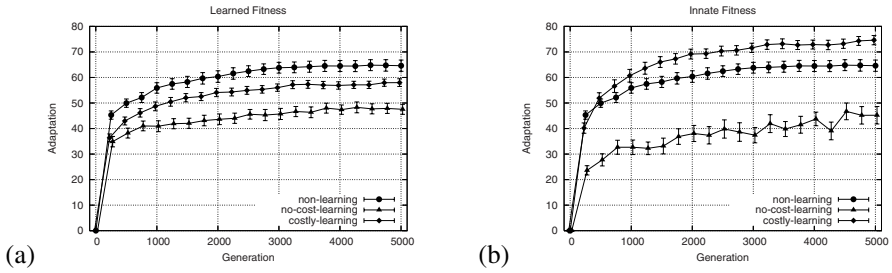 Learned Fitness
80
70
60
50
40
30
20
10
0
Adaptation
non-learning
no-cost-learning
costly-learning
0 1000 2000 3000 4000 5000
Generation
(a)
Innate Fitness
80
70
60
50
40
30
20
10
0
Adaptation
non-learning
no-cost-learning
costly-learning
0 1000 2000 3000 4000 5000
Generation
(b)